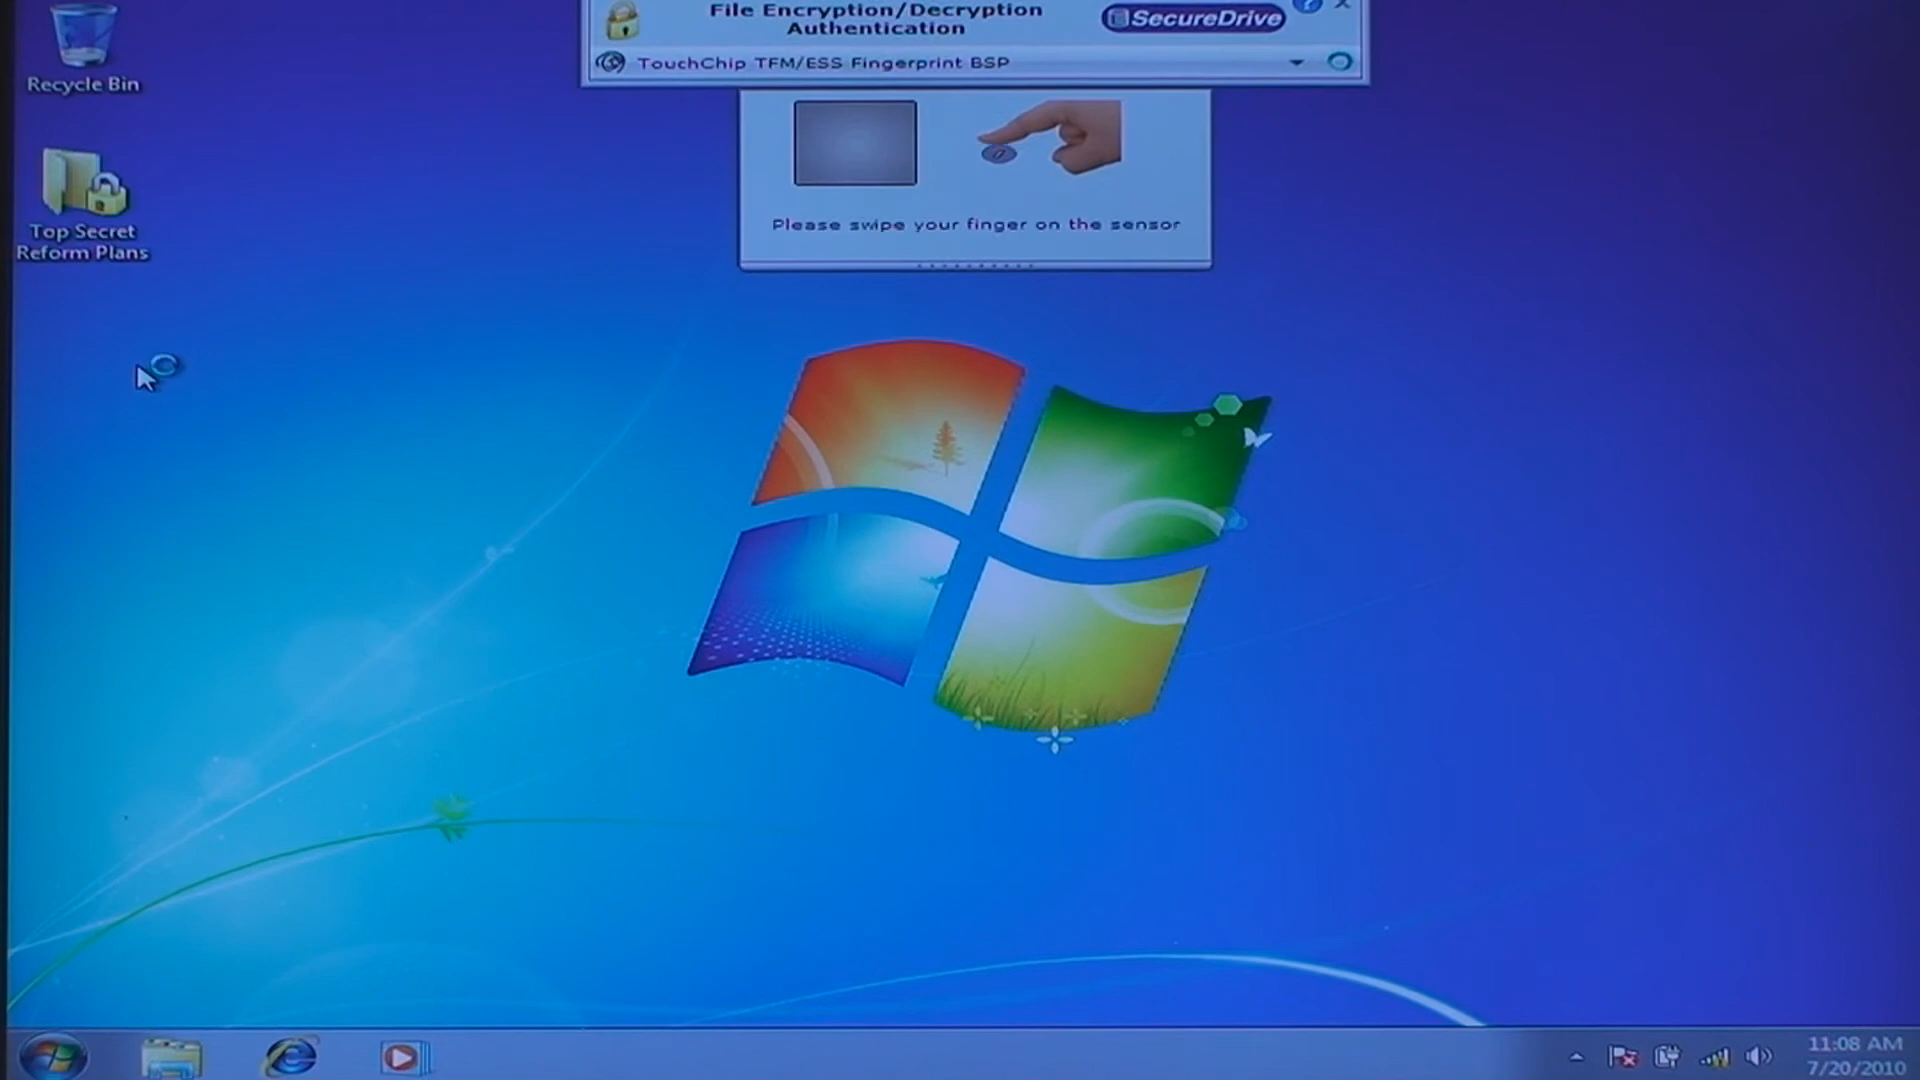 File Encryption/Decryption
Authentication
SecureDrive
TouchChip TFM/ESS Fingerprint BSP
Please swipe your finger on the sensor
Recycle Bin
Top Secret
Reform Plans
11:08 AM
7/20/2010